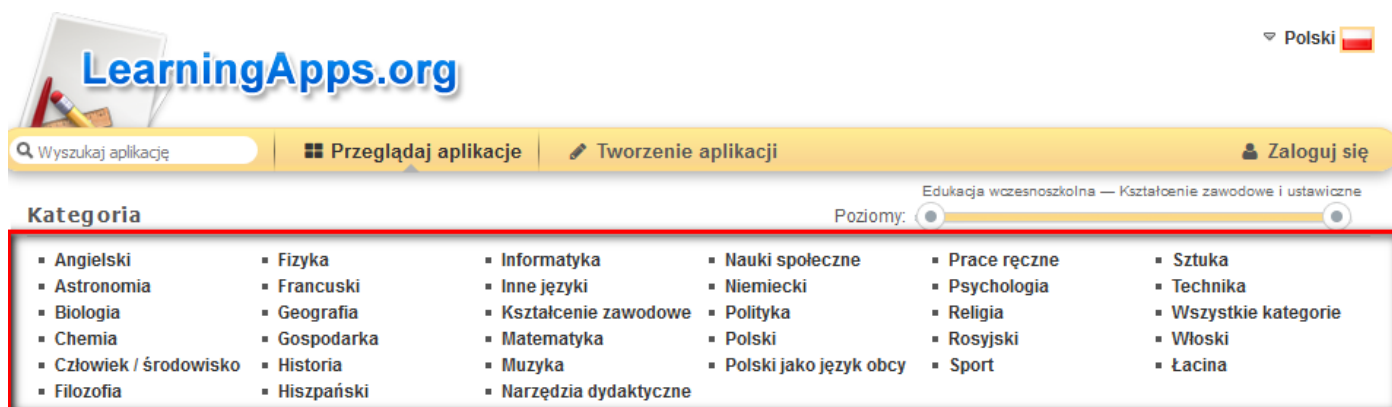 Polski
LearningApps.org
Wyszukaj aplikację
Przeglądaj aplikacje
Tworzenie aplikacji
Zaloguj się
Edukacja wczesnoszkolna — Kształcenie zawodowe i ustawiczne
Kategoria
Poziomy:
Angielski
Astronomia
Biologia
Chemia
Człowiek / środowisko
Filozofia
Fizyka
Francuski
Geografia
Gospodarka
Historia
Hiszpański
Informatyka
Inne języki
Kształcenie zawodowe
Matematyka
Muzyka
Narzędzia dydaktyczne
Nauki społeczne
Niemiecki
Polityka
Polski
Polski jako język obcy
Prace ręczne
Psychologia
Religia
Rosyjski
Sport
Sztuka
Technika
Wszystkie kategorie
Włoski
Łacina